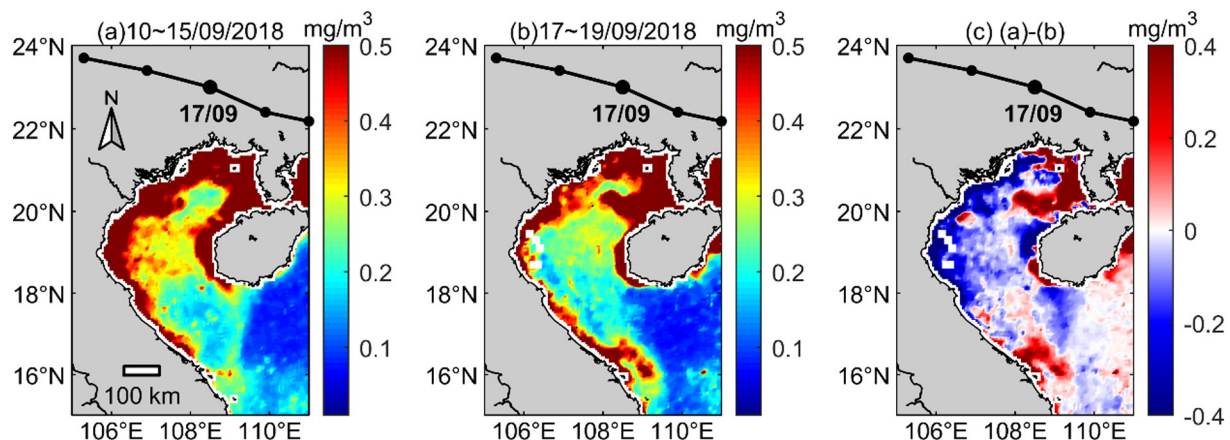 (a)10~15/09/2018 mg/m³
24°N
22°N
20°N
18°N
16°N
N
17/09
100 km
106°E 108°E 110°E
0.5
0.4
0.3
0.2
0.1
(b)17~19/09/2018 mg/m³
24°N
22°N
20°N
18°N
16°N
17/09
106°E 108°E 110°E
0.5
0.4
0.3
0.2
0.1
(c) (a)-(b) mg/m³
24°N
22°N
20°N
18°N
16°N
17/09
106°E 108°E 110°E
0.4
0.2
0
-0.2
-0.4